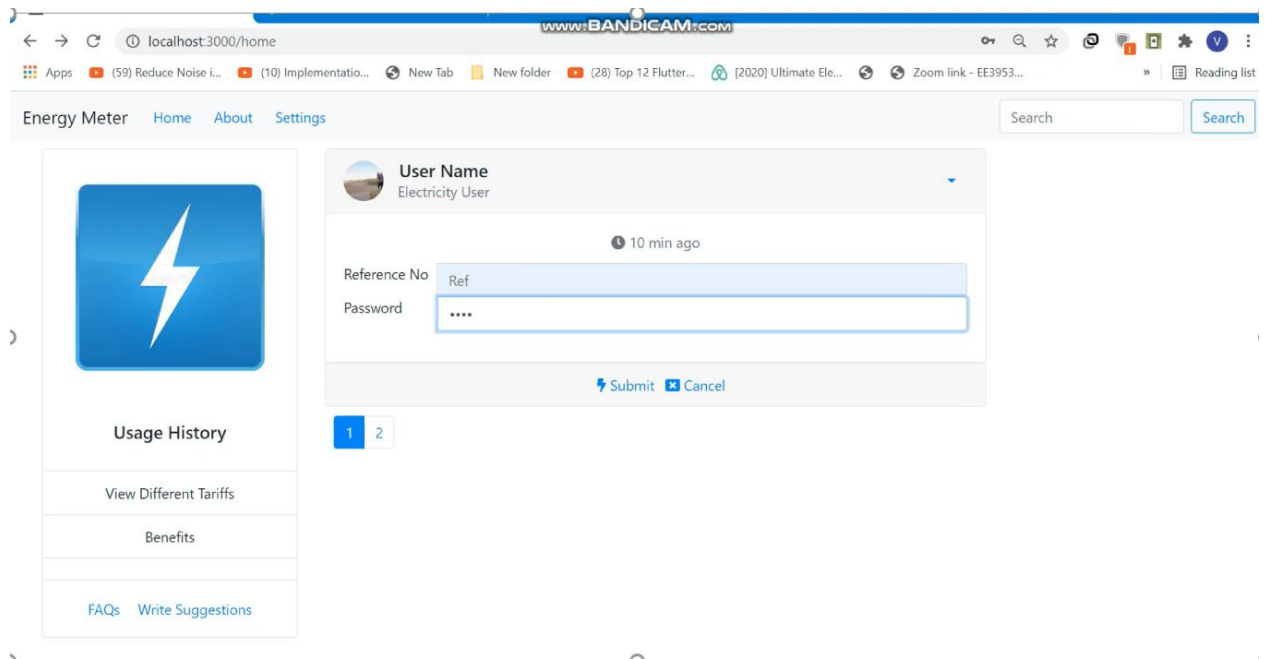 www.BANDICAM.com
localhost:3000/home
V
Apps (59) Reduce Noise i... (10) Implementatio... New Tab New folder (28) Top 12 Flutter... [2020] Ultimate Ele... Zoom link - EE3953... » Reading list
Energy Meter Home About Settings Search Search
User Name
Electricity User
10 min ago
Reference No Ref
Password ••••
Submit Cancel
1 2
Usage History
View Different Tariffs
Benefits
FAQs Write Suggestions